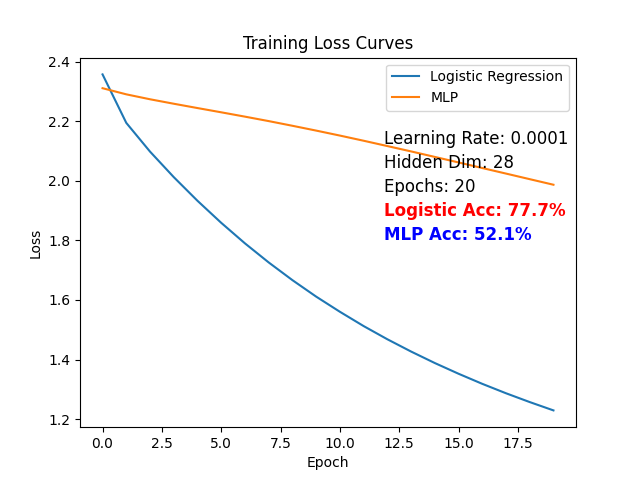 Training Loss Curves
Logistic Regression
MLP
Learning Rate: 0.0001
Hidden Dim: 28
Epochs: 20
Logistic Acc: 77.7%
MLP Acc: 52.1%
Loss
2.4
2.2
2.0
1.8
1.6
1.4
1.2
0.0 2.5 5.0 7.5 10.0 12.5 15.0 17.5
Epoch